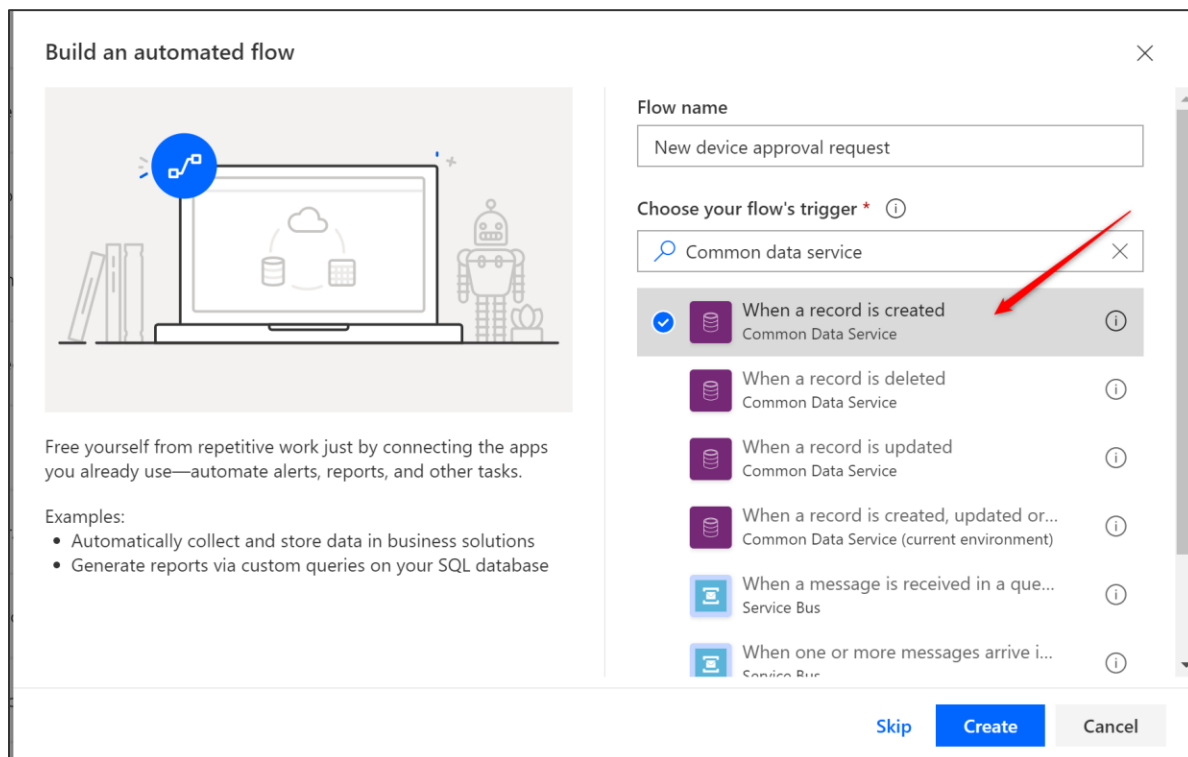 Build an automated flow
Free yourself from repetitive work just by connecting the apps
you already use—automate alerts, reports, and other tasks.
Examples:
• Automatically collect and store data in business solutions
• Generate reports via custom queries on your SQL database
Flow name
New device approval request
Choose your flow's trigger *
Common data service
When a record is created
Common Data Service
When a record is deleted
Common Data Service
When a record is updated
Common Data Service
When a record is created, updated or...
Common Data Service (current environment)
When a message is received in a que...
Service Bus
When one or more messages arrive i...
Service Bus
Skip
Create
Cancel